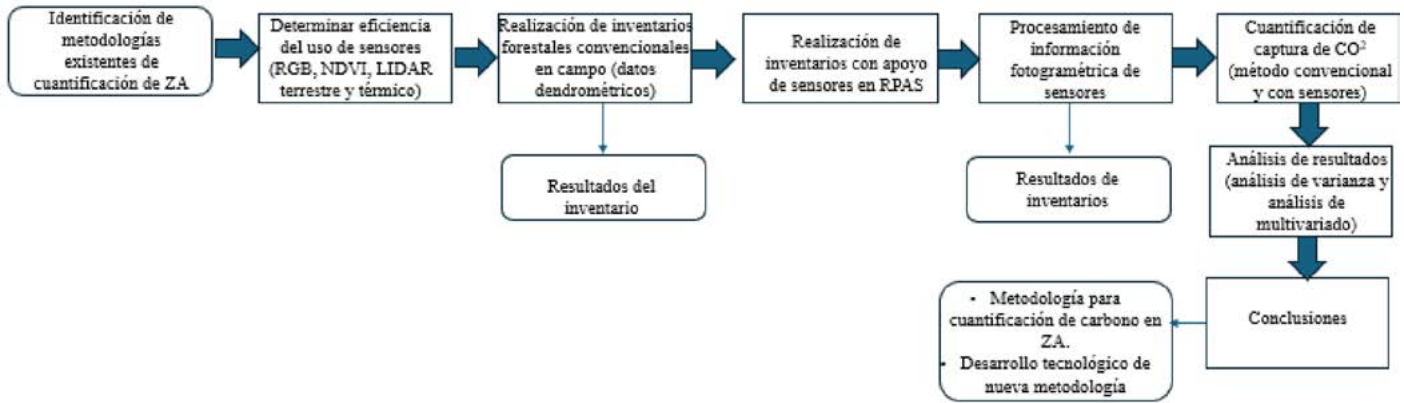 Identificación de
metodologías
existentes de
cuantificación de ZA
Determinar eficiencia
del uso de sensores
(RGB, NDVI, LIDAR
terrestre y térmico)
Realización de inventarios
forestales convencionales
en campo (datos
dendrométricos)
Realización de
inventarios con apoyo
de sensores en RPAS
Procesamiento de
información
fotogramétrica de
sensores
Cuantificación de
captura de CO²
(método convencional
y con sensores)
Resultados del
inventario
Resultados de
inventarios
Análisis de resultados
(análisis de varianza y
análisis de
multivariado)
Conclusiones
• Metodología para
cuantificación de carbono en
ZA.
• Desarrollo tecnológico de
nueva metodología